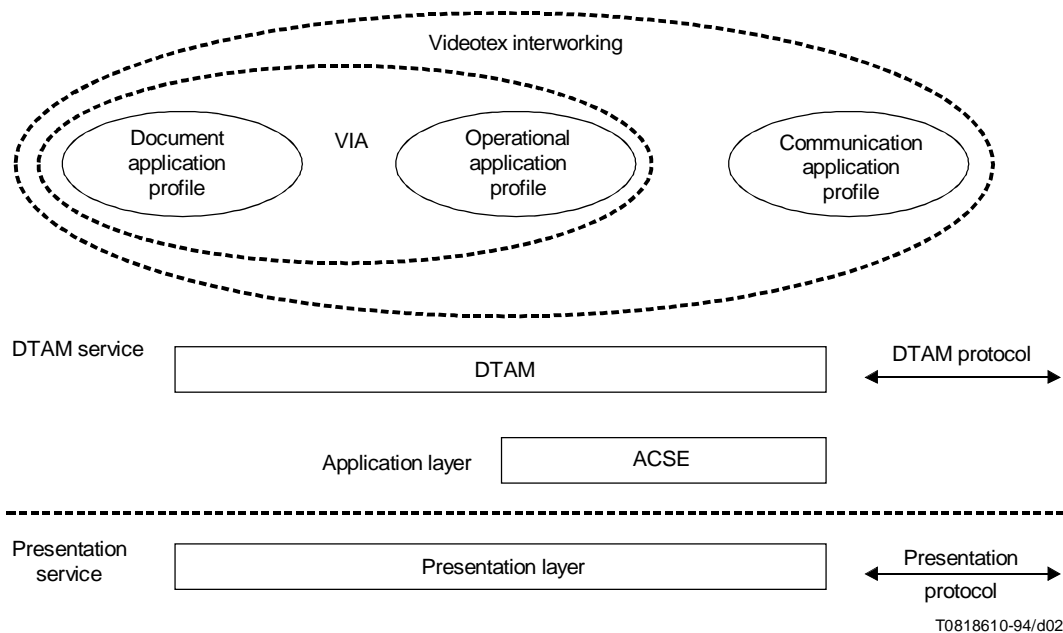 Videotex interworking
Document
application
profile
VIA
Operational
application
profile
Communication
application
profile
DTAM service
DTAM
DTAM protocol
Application layer
ACSE
Presentation
service
Presentation layer
Presentation
protocol
T0818610-94/d02